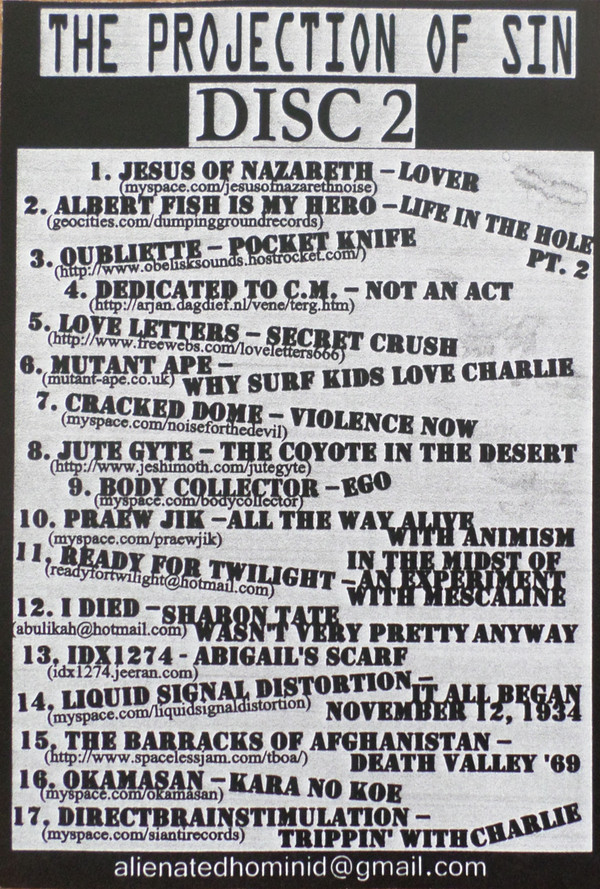 THE PROJECTION OF SIN
DISC 2
1. JESUS OF NAZARETH – LOVER
(myspace.com/jesusofnazarethnoise)
2. ALBERT FISH IS MY HERO – LIFE IN THE HOLE
(geocities.com/dumpinggroundrecords)
PT. 2
3. OUBLIETTE – POCKET KNIFE
(http://www.obelisksounds.hostrocket.com/)
4. DEDICATED TO C.M. – NOT AN ACT
(http://arjan.dagdief.nl/vene/terg.htm)
5. LOVE LETTERS – SECRET CRUSH
(http://www.freewebs.com/loveletters666)
6. MUTANT APE –
(mutant-ape.co.uk) WHY SURF KIDS LOVE CHARLIE
7. CRACKED DOME – VIOLENCE NOW
(myspace.com/noiseforthedevil)
8. JUTE GYTE – THE COYOTE IN THE DESERT
(http://www.jeshimoth.com/jutegyte)
9. BODY COLLECTOR – EGO
(myspace.com/bodycollector)
10. PRAEW JIK – ALL THE WAY ALIVE
(myspace.com/praewjik) WITH ANIMISM
11. READY FOR TWILIGHT – IN THE MIDST OF
(readyfortwilight@hotmail.com) AN EXPERIMENT
WITH MESCALINE
12. I DIED – SHARON TATE
(abulikah@hotmail.com) WASN'T VERY PRETTY ANYWAY
13. IDX1274 - ABIGAIL'S SCARF
(idx1274.jeeran.com)
14. LIQUID SIGNAL DISTORTION – IT ALL BEGAN
(myspace.com/liquidsignaldistortion) NOVEMBER 12, 1934
15. THE BARRACKS OF AFGHANISTAN –
(http://www.spacelessjam.com/tboa/) DEATH VALLEY '69
16. OKAMASAN – KARA NO KOE
(myspace.com/okamasan)
17. DIRECTBRAINSTIMULATION –
(myspace.com/siantirecords) TRIPPIN' WITH CHARLIE
alienatedhominid@gmail.com